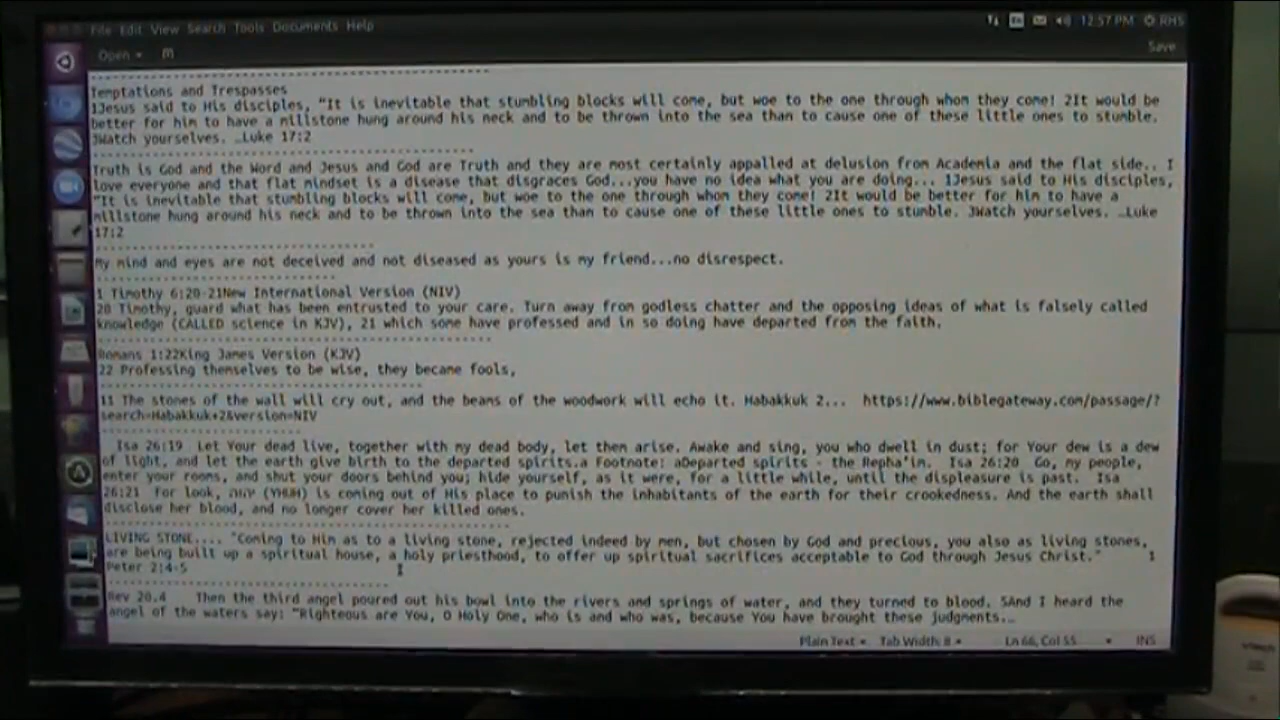 File Edit View Search Tools Documents Help
12:57 PM RHS
Open
Save
Temptations and Trespasses
1Jesus said to His disciples, "It is inevitable that stumbling blocks will come, but woe to the one through whom they come! 2It would be
better for him to have a millstone hung around his neck and to be thrown into the sea than to cause one of these little ones to stumble.
3Watch yourselves. …Luke 17:2
Truth is God and the Word and Jesus and God are Truth and they are most certainly appalled at delusion from Academia and the flat side.. I
love everyone and that flat mindset is a disease that disgraces God...you have no idea what you are doing... 1Jesus said to His disciples,
"It is inevitable that stumbling blocks will come, but woe to the one through whom they come! 2It would be better for him to have a
millstone hung around his neck and to be thrown into the sea than to cause one of these little ones to stumble. 3Watch yourselves. …Luke
17:2
My mind and eyes are not deceived and not diseased as yours is my friend...no disrespect.
1 Timothy 6:20-21New International Version (NIV)
20 Timothy, guard what has been entrusted to your care. Turn away from godless chatter and the opposing ideas of what is falsely called
knowledge (CALLED science in KJV), 21 which some have professed and in so doing have departed from the faith.
Romans 1:22King James Version (KJV)
22 Professing themselves to be wise, they became fools,
11 The stones of the wall will cry out, and the beams of the woodwork will echo it. Habakkuk 2... https://www.biblegateway.com/passage/?
search=Habakkuk+2&version=NIV
Isa 26:19 Let Your dead live, together with my dead body, let them arise. Awake and sing, you who dwell in dust; for Your dew is a dew
of light, and let the earth give birth to the departed spirits.a Footnote: aDeparted spirits - the Repha'im. Isa 26:20 Go, my people,
enter your rooms, and shut your doors behind you; hide yourself, as it were, for a little while, until the displeasure is past. Isa
26:21 For look, יהוה (YHWH) is coming out of His place to punish the inhabitants of the earth for their crookedness. And the earth shall
disclose her blood, and no longer cover her killed ones.
LIVING STONE.... "Coming to Him as to a living stone, rejected indeed by men, but chosen by God and precious, you also as living stones,
are being built up a spiritual house, a holy priesthood, to offer up spiritual sacrifices acceptable to God through Jesus Christ." 1
Peter 2:4-5
Rev 20.4 Then the third angel poured out his bowl into the rivers and springs of water, and they turned to blood. 5And I heard the
angel of the waters say: "Righteous are You, O Holy One, who is and who was, because You have brought these judgments.…
Plain Text Tab Width: 8 Ln 66, Col 55 INS
vtech